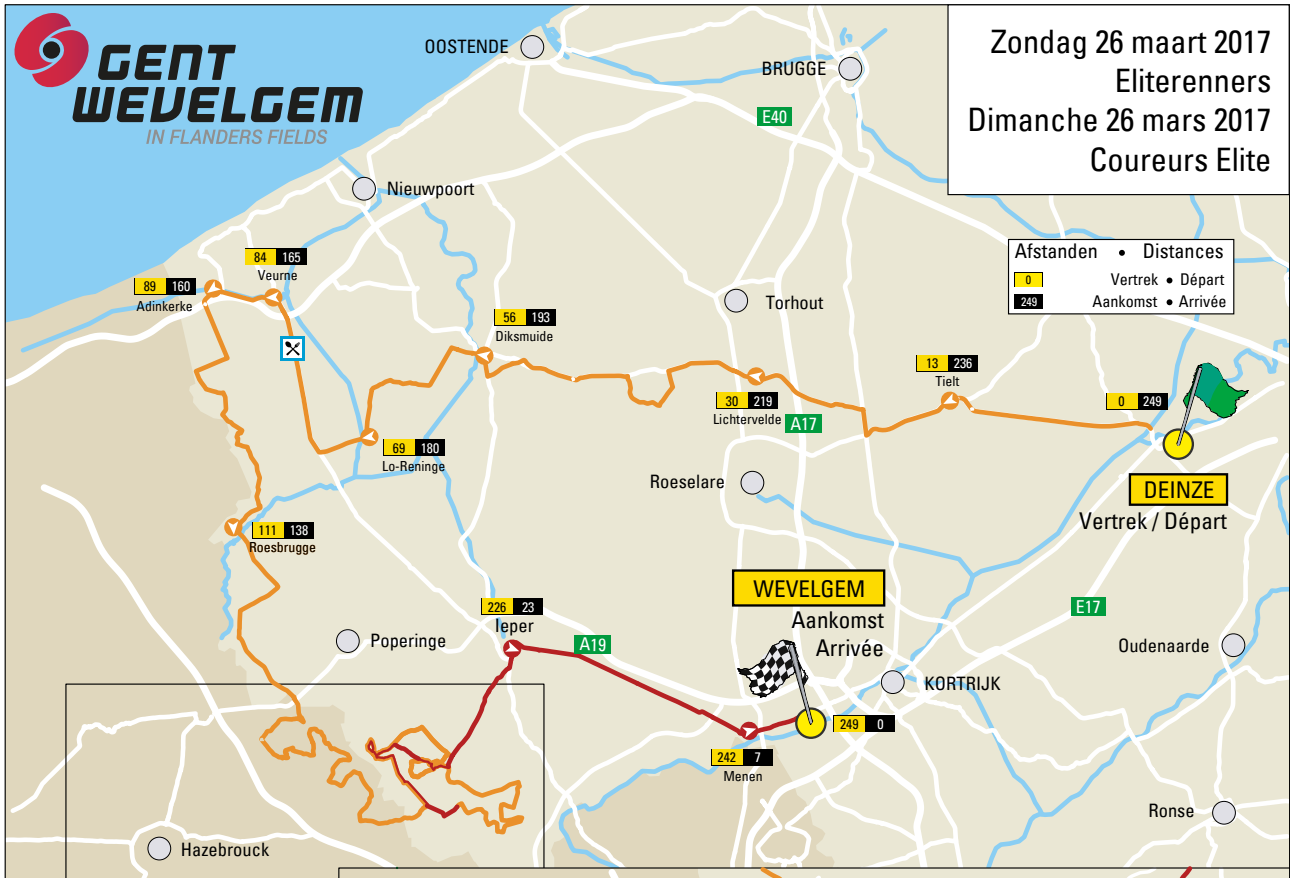 GENT
WEVELGEM
IN FLANDERS FIELDS
Zondag 26 maart 2017
Eliterenners
Dimanche 26 mars 2017
Coureurs Elite
OOSTENDE
BRUGGE
E40
Nieuwpoort
Afstanden • Distances
0 Vertrek • Départ
249 Aankomst • Arrivée
84 165
Veurne
89 160
Adinkerke
56 193
Diksmuide
Torhout
13 236
Tielt
30 219
Lichtervelde
A17
0 249
69 180
Lo-Reninge
Roeselare
DEINZE
Vertrek / Départ
111 138
Roesbrugge
WEVELGEM
Aankomst
Arrivée
226 23
Ieper
A19
E17
Poperinge
Oudenaarde
KORTRIJK
249 0
242 7
Menen
Ronse
Hazebrouck